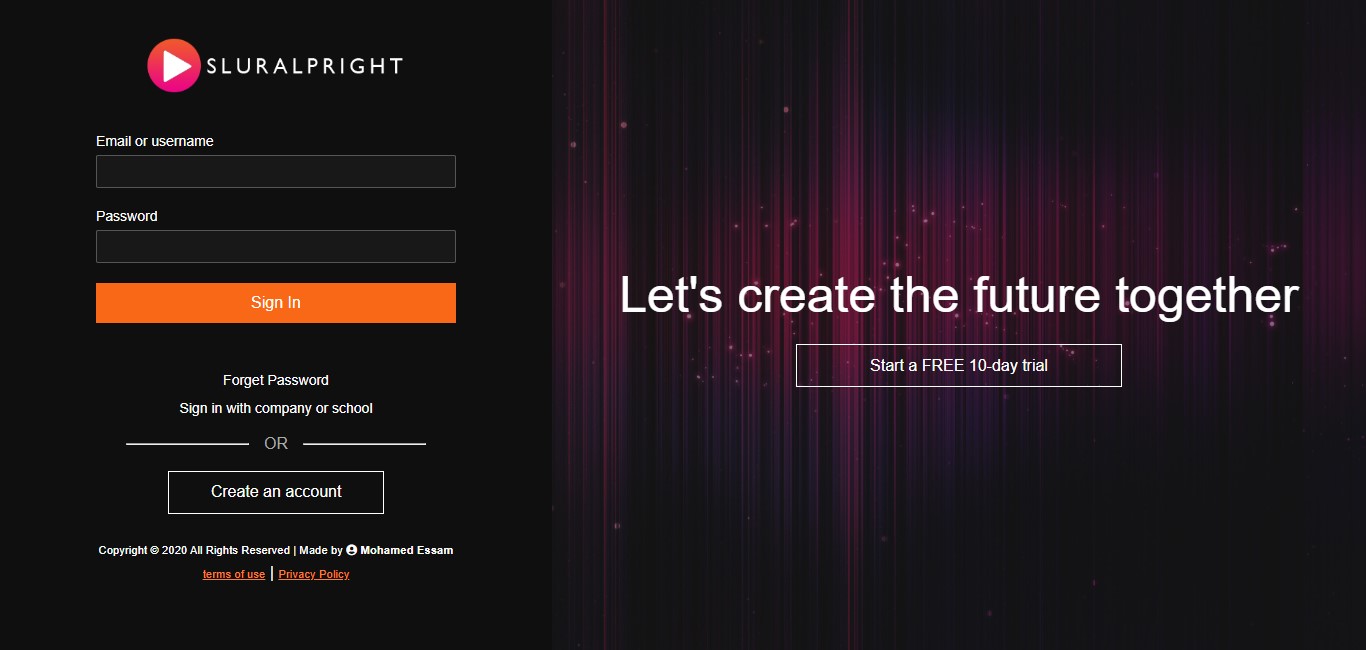 SLURALPRIGHT
Email or username
Password
Sign In
Forget Password
Sign in with company or school
OR
Create an account
Copyright © 2020 All Rights Reserved | Made by Mohamed Essam
terms of use | Privacy Policy
Let's create the future together
Start a FREE 10-day trial